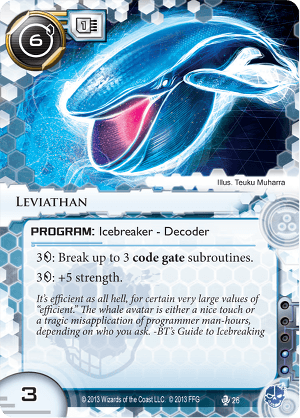 6
1
Illus. Teuku Muharra
Leviathan
PROGRAM: Icebreaker - Decoder
3: Break up to 3 code gate subroutines.
3: +5 strength.
It's efficient as all hell, for certain very large values of
"efficient." The whale avatar is either a nice touch or
a tragic misapplication of programmer man-hours,
depending on who you ask. -BT's Guide to Icebreaking
3
© 2013 Wizards of the Coast LLC. © 2013 FFG
26